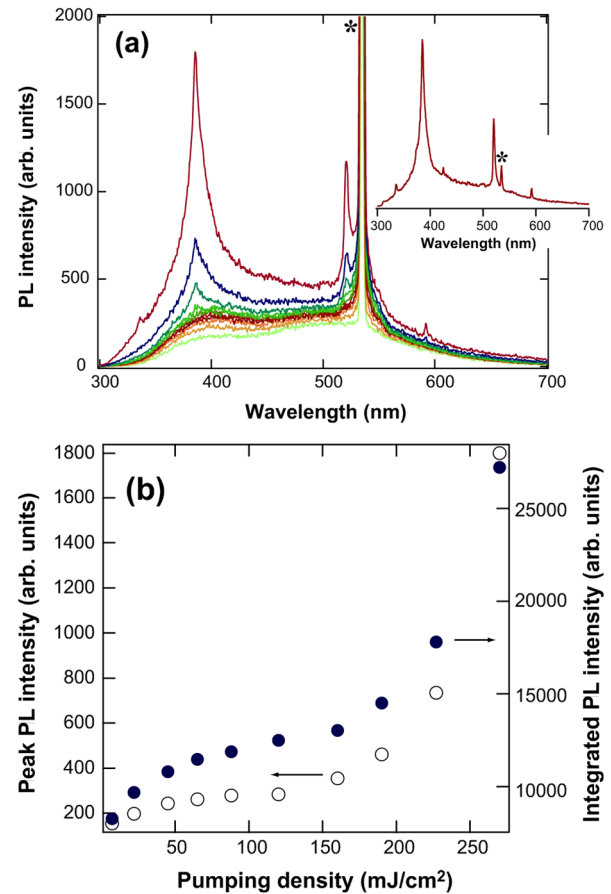 (a)
*
PL intensity (arb. units)
2000
1500
1000
500
0
300
400
500
600
700
Wavelength (nm)
*
300 400 500 600 700
Wavelength (nm)
(b)
Peak PL intensity (arb. units)
1800
1600
1400
1200
1000
800
600
400
200
50 100 150 200 250
Pumping density (mJ/cm²)
25000
20000
15000
10000
Integrated PL intensity (arb. units)